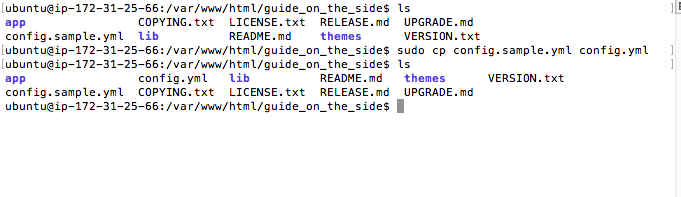 [ubuntu@ip-172-31-25-66:/var/www/html/guide_on_the_side$ ls ]
app COPYING.txt LICENSE.txt RELEASE.md UPGRADE.md
config.sample.yml lib README.md themes VERSION.txt
[ubuntu@ip-172-31-25-66:/var/www/html/guide_on_the_side$ sudo cp config.sample.yml config.yml ]
[ubuntu@ip-172-31-25-66:/var/www/html/guide_on_the_side$ ls ]
app config.yml lib README.md themes VERSION.txt
config.sample.yml COPYING.txt LICENSE.txt RELEASE.md UPGRADE.md
ubuntu@ip-172-31-25-66:/var/www/html/guide_on_the_side$